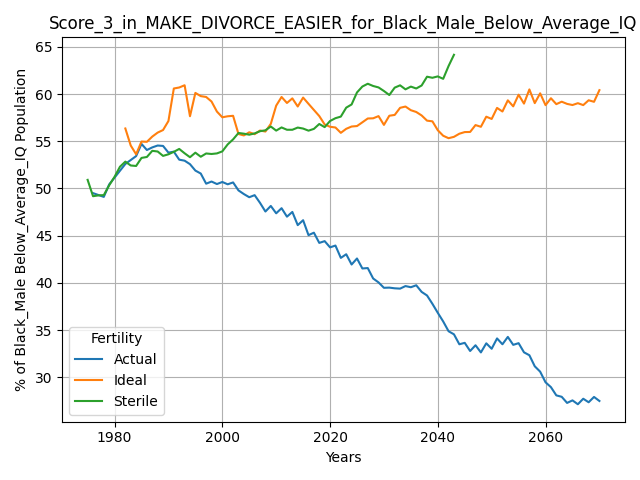 Score_3_in_MAKE_DIVORCE_EASIER_for_Black_Male_Below_Average_IQ
% of Black_Male Below_Average_IQ Population
65
60
55
50
45
40
35
30
Fertility
Actual
Ideal
Sterile
1980
2000
2020
2040
2060
Years